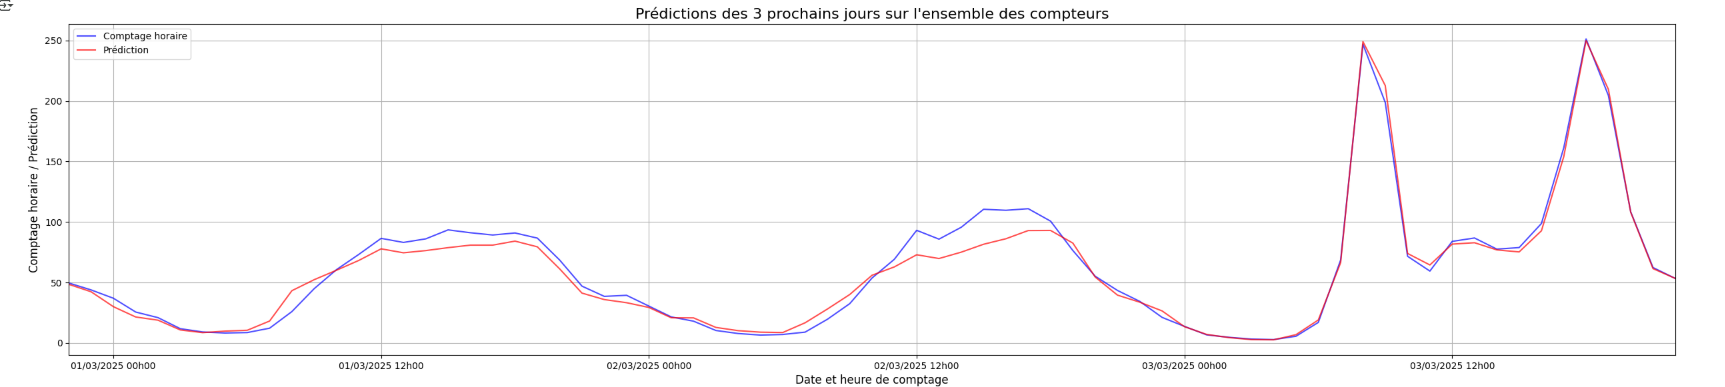 Prédictions des 3 prochains jours sur l'ensemble des compteurs
Comptage horaire
Prédiction
Comptage horaire / Prédiction
250
200
150
100
50
0
01/03/2025 00h00
01/03/2025 12h00
02/03/2025 00h00
02/03/2025 12h00
03/03/2025 00h00
03/03/2025 12h00
Date et heure de comptage